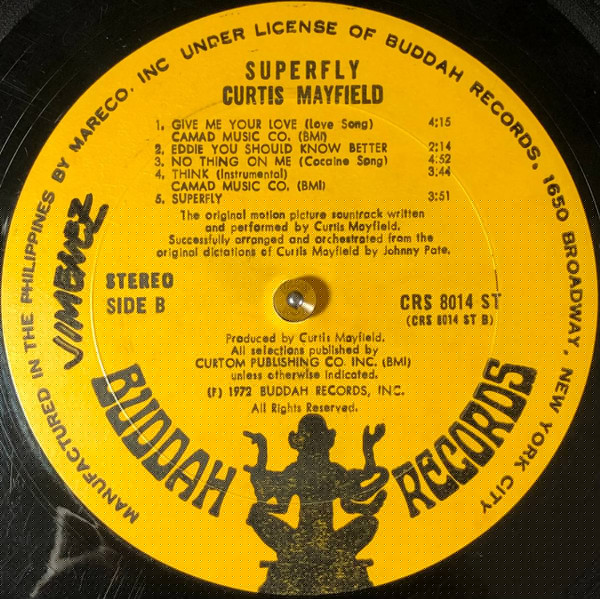 MANUFACTURED IN THE PHILIPPINES BY MARECO. INC UNDER LICENSE OF BUDDAH RECORDS, 1650 BROADWAY, NEW YORK CITY
SUPERFLY
CURTIS MAYFIELD
1. GIVE ME YOUR LOVE (Love Song) 4:15
CAMAD MUSIC CO. (BMI)
2. EDDIE YOU SHOULD KNOW BETTER 2:14
3. NO THING ON ME (Cocaine Song) 4:52
4. THINK (Instrumental) 3:44
CAMAD MUSIC CO. (BMI)
5. SUPERFLY 3:51
The original motion picture sountrack written
and performed by Curtis Mayfield.
Successfully arranged and orchestrated from the
original dictations of Curtis Mayfield by Johnny Pate.
JIMENEZ
STEREO
SIDE B
CRS 8014 ST
(CRS 8014 ST B)
Produced by Curtis Mayfield.
All selections published by
CURTOM PUBLISHING CO. INC. (BMI)
unless otherwise indicated.
(F) 1972 BUDDAH RECORDS, INC.
All Rights Reserved.
BUDDAH RECORDS